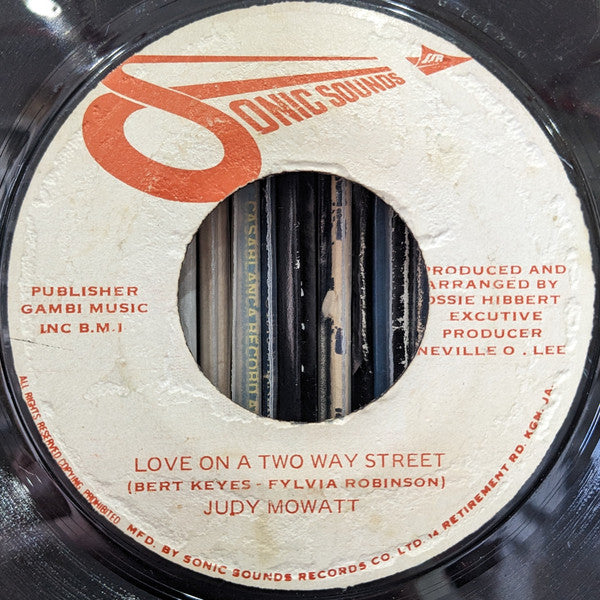 SONIC SOUNDS
PUBLISHER
GAMBI MUSIC
INC B.M.I
PRODUCED AND
ARRANGED BY
OSSIE HIBBERT
EXCUTIVE
PRODUCER
NEVILLE O. LEE
CASABLANCA RECORD
LOVE ON A TWO WAY STREET
(BERT KEYES - FYLVIA ROBINSON)
JUDY MOWATT
ALL RIGHTS RESERVED COPYING PROHIBITED MFD. BY SONIC SOUNDS RECORDS CO. LTD. 14 RETIREMENT RD. KGN. JA.